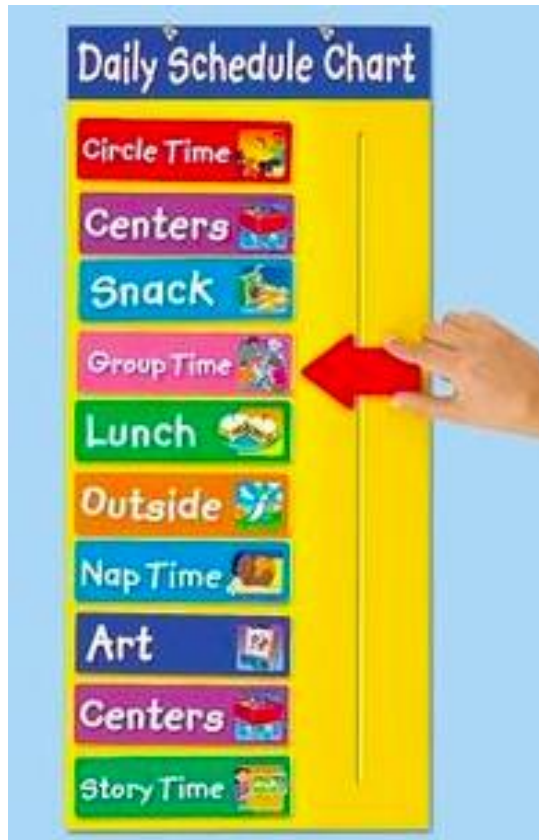 Daily Schedule Chart
Circle Time
Centers
Snack
Group Time
Lunch
Outside
Nap Time
Art
Centers
Story Time